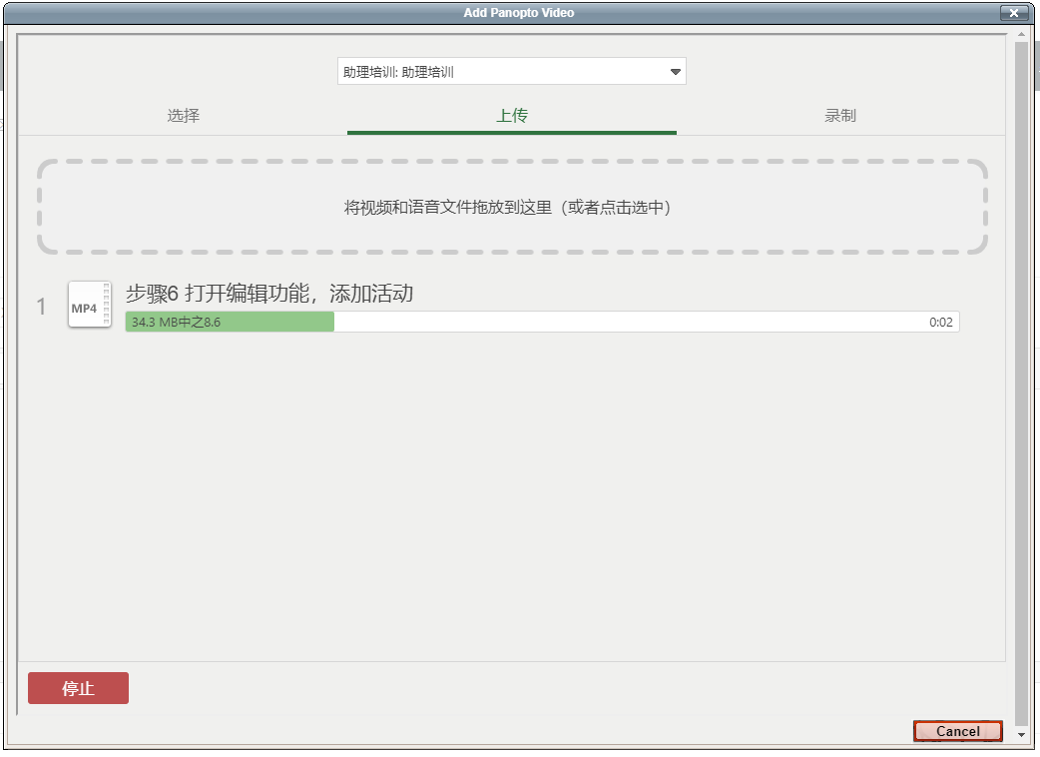 Add Panopto Video
助理培训: 助理培训
选择
上传
录制
将视频和语音文件拖放到这里（或者点击选中）
1
MP4
步骤6 打开编辑功能，添加活动
34.3 MB中之8.6
0:02
停止
Cancel